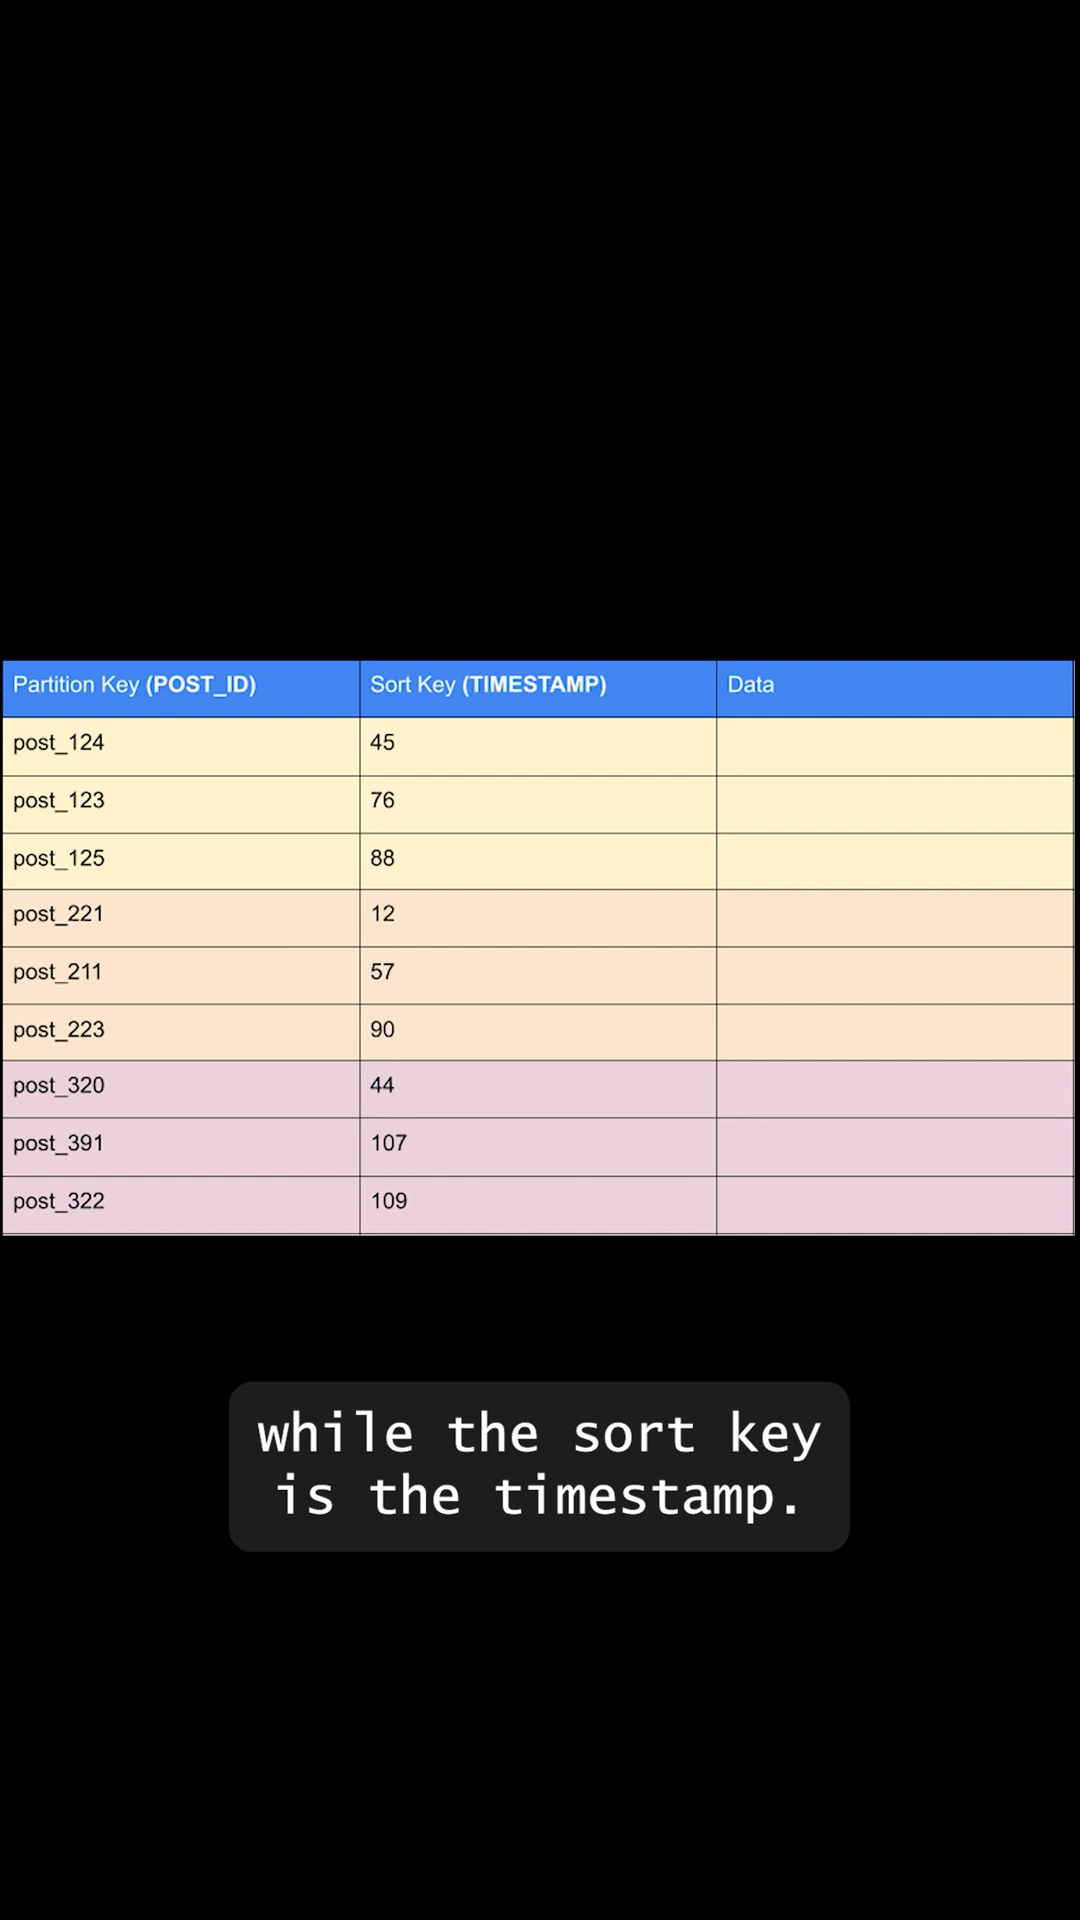 Partition Key (POST_ID) Sort Key (TIMESTAMP) Data
post_124 45
post_123 76
post_125 88
post_221 12
post_211 57
post_223 90
post_320 44
post_391 107
post_322 109
while the sort key
is the timestamp.